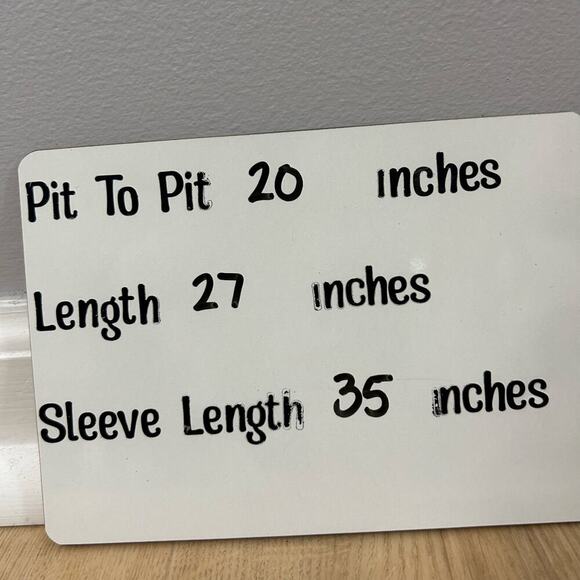 Pit To Pit 20 inches
Length 27 inches
Sleeve Length 35 inches